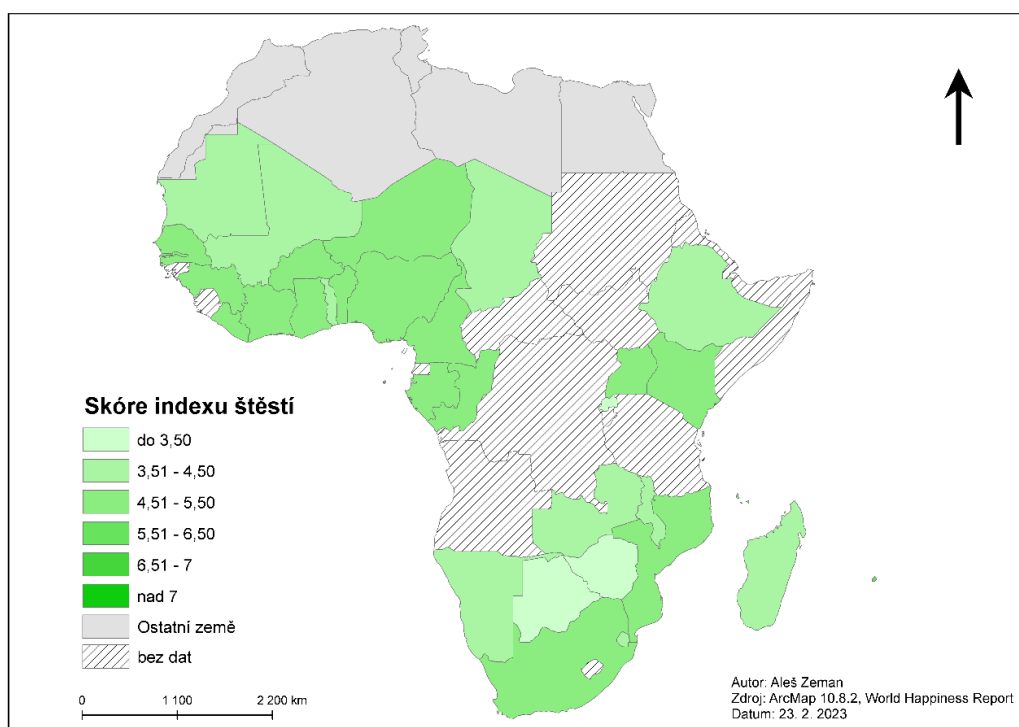 Skóre indexu štěstí
do 3,50
3,51 - 4,50
4,51 - 5,50
5,51 - 6,50
6,51 - 7
nad 7
Ostatní země
bez dat
0 1 100 2 200 km
Autor: Aleš Zeman
Zdroj: ArcMap 10.8.2, World Happiness Report
Datum: 23. 2. 2023